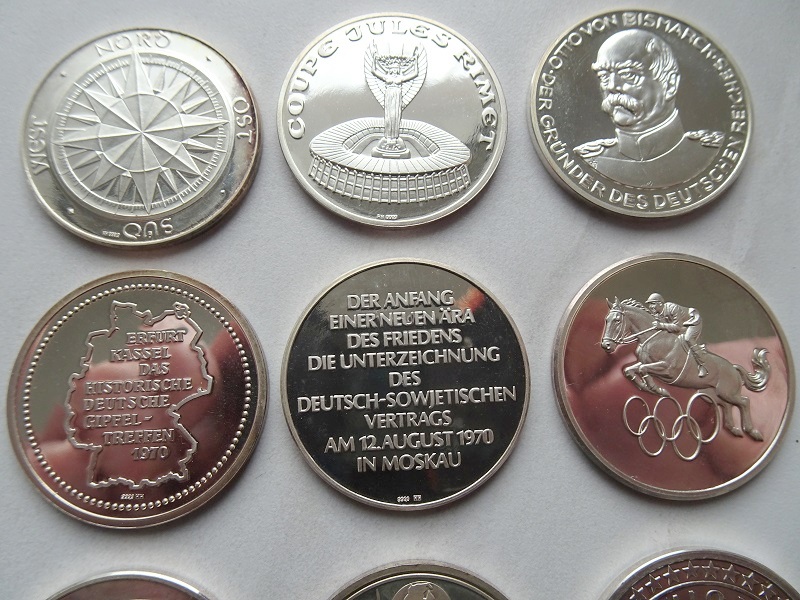 NORD
OST
SÜD
WEST
COUPE JULES RIMET
·OTTO VON BISMARCK·
DER GRÜNDER DES DEUTSCHEN REICHES
ERFURT
KASSEL
DAS
HISTORISCHE
DEUTSCHE
GIPFEL-
TREFFEN
1970
DER ANFANG
EINER NEUEN ÄRA
DES FRIEDENS
DIE UNTERZEICHNUNG
DES
DEUTSCH-SOWJETISCHEN
VERTRAGS
AM 12. AUGUST 1970
IN MOSKAU